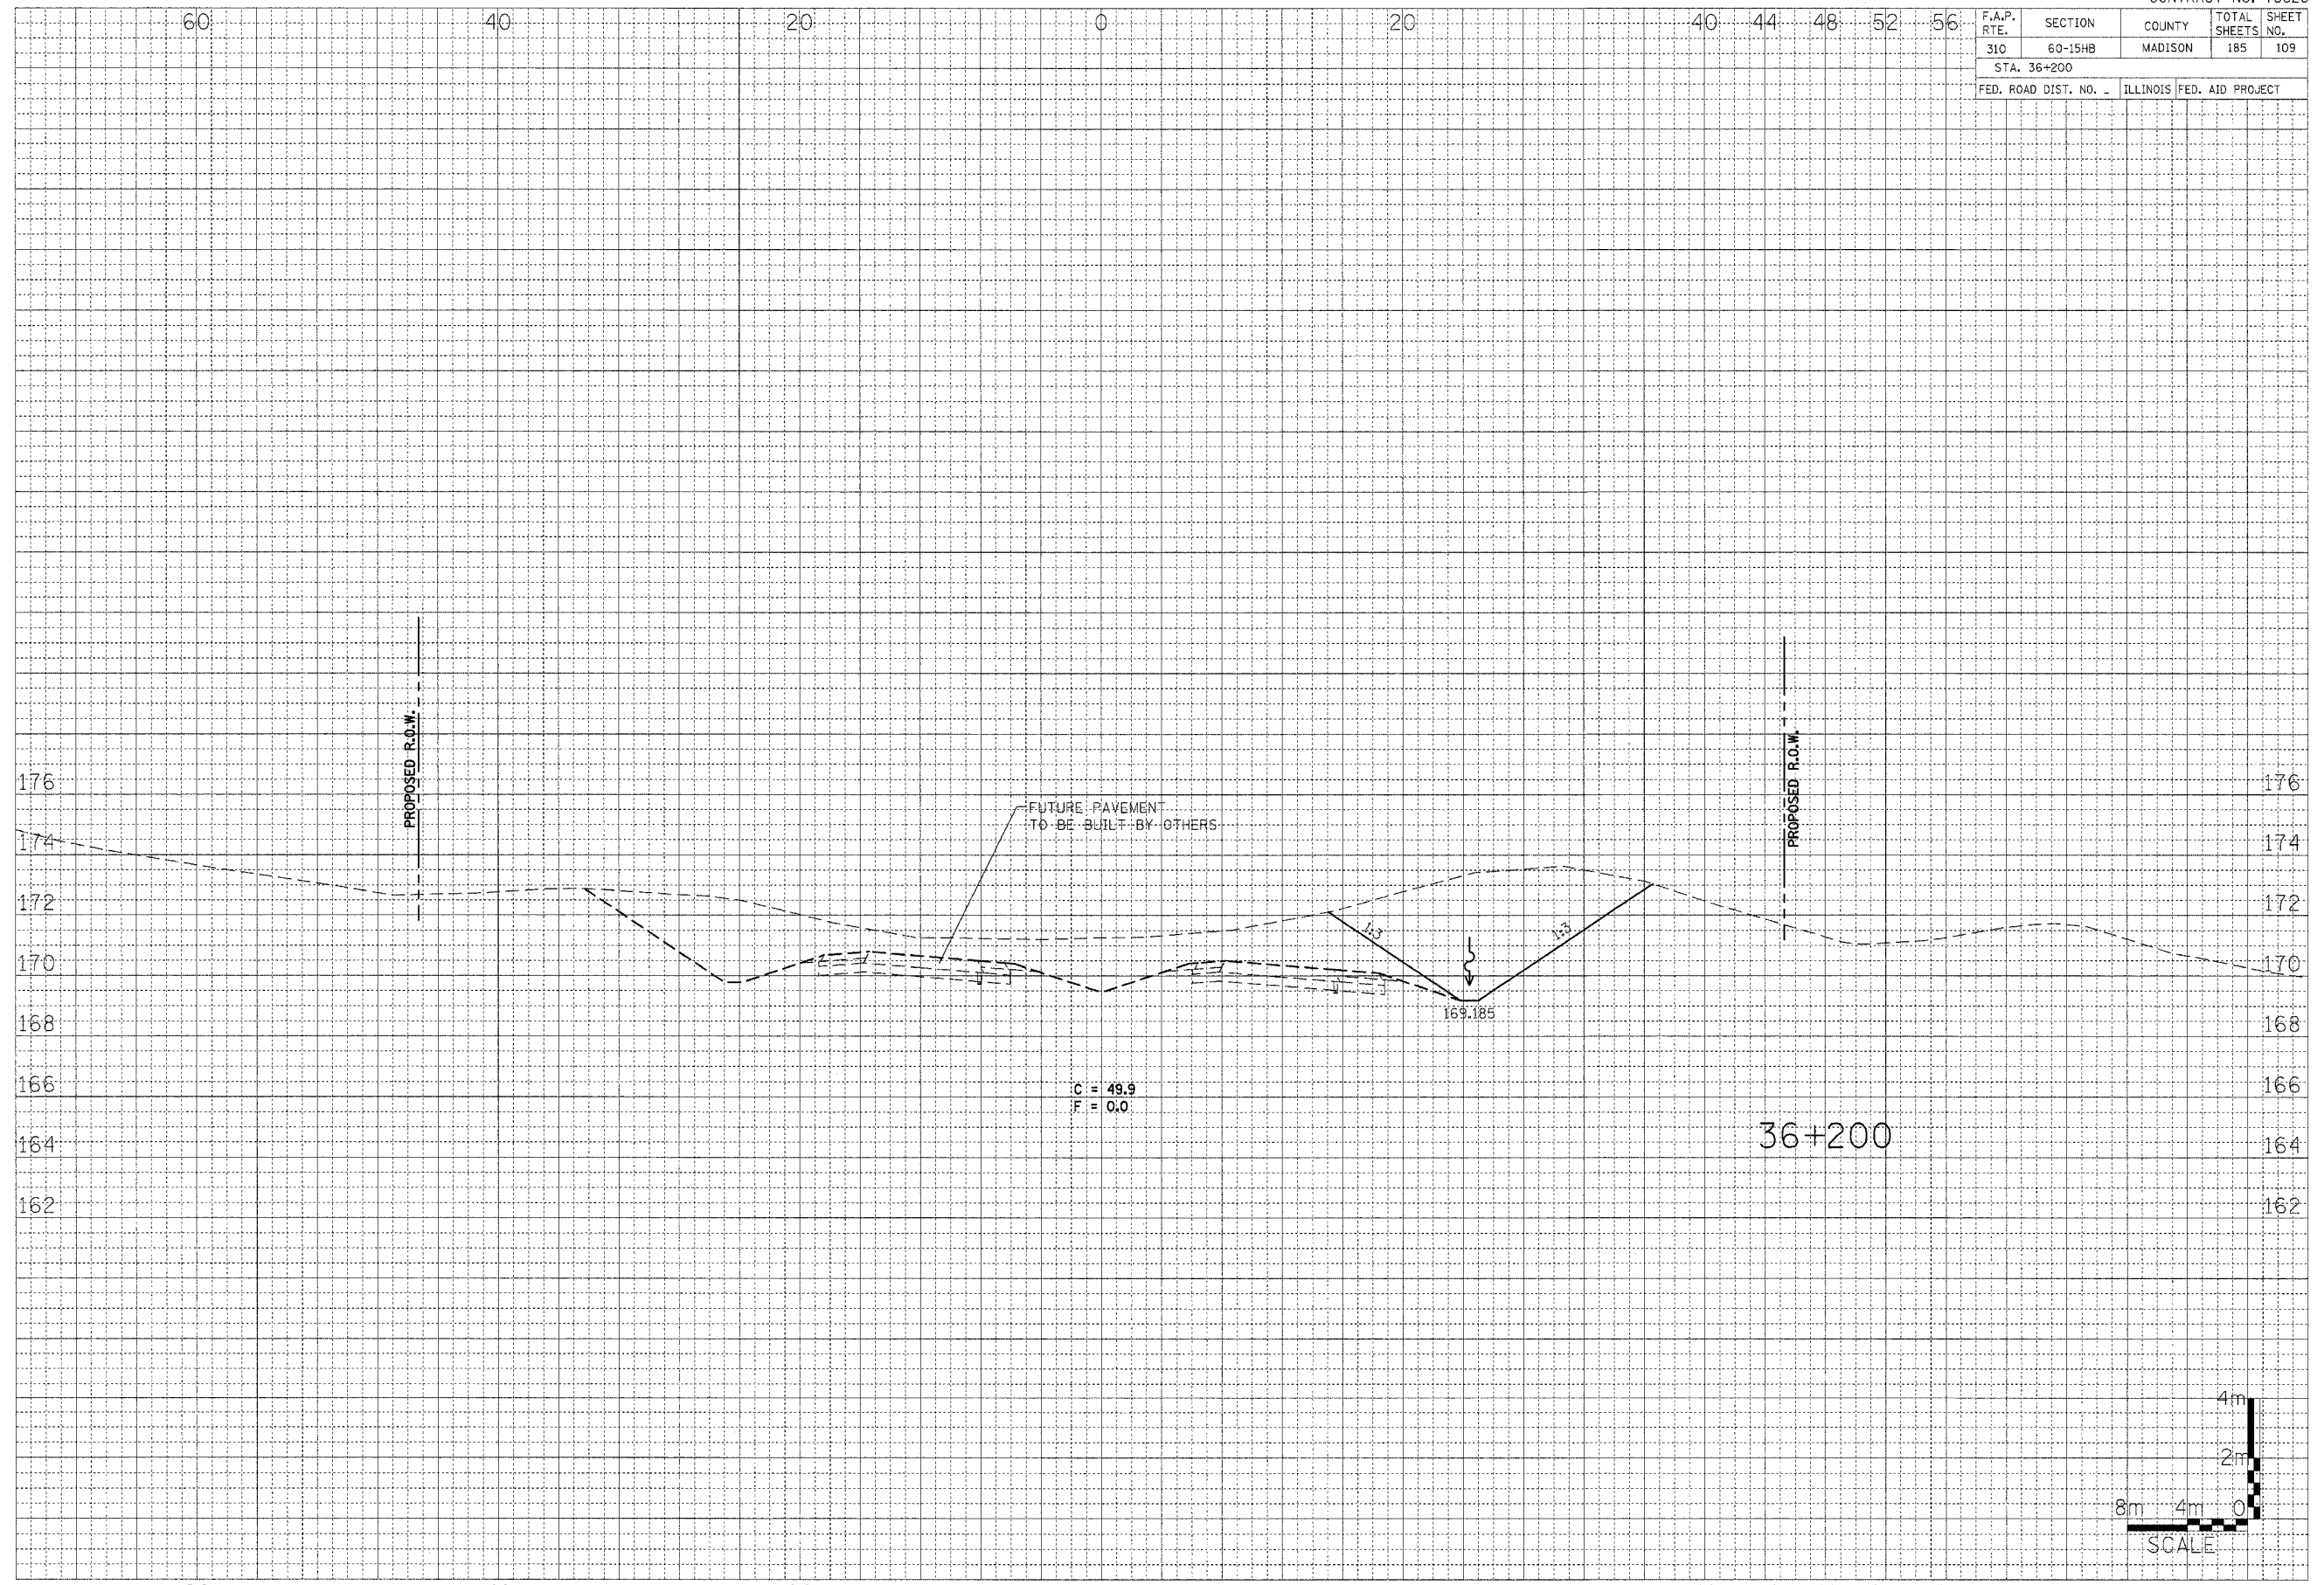 60 40 20 0 20 40 44 48 52 56
F.A.P. RTE. SECTION COUNTY TOTAL SHEETS SHEET NO.
310 60-15HB MADISON 185 109
STA. 36+200
FED. ROAD DIST. NO. _ ILLINOIS FED. AID PROJECT
PROPOSED R.O.W.
PROPOSED R.O.W.
176 176
FUTURE PAVEMENT
TO BE BUILT BY OTHERS
174 174
172 172
1:3 1:3
170 170
169.185
168 168
166 166
C = 49.9
F = 0.0
36+200
164 164
162 162
4m
2m
8m 4m 0
SCALE